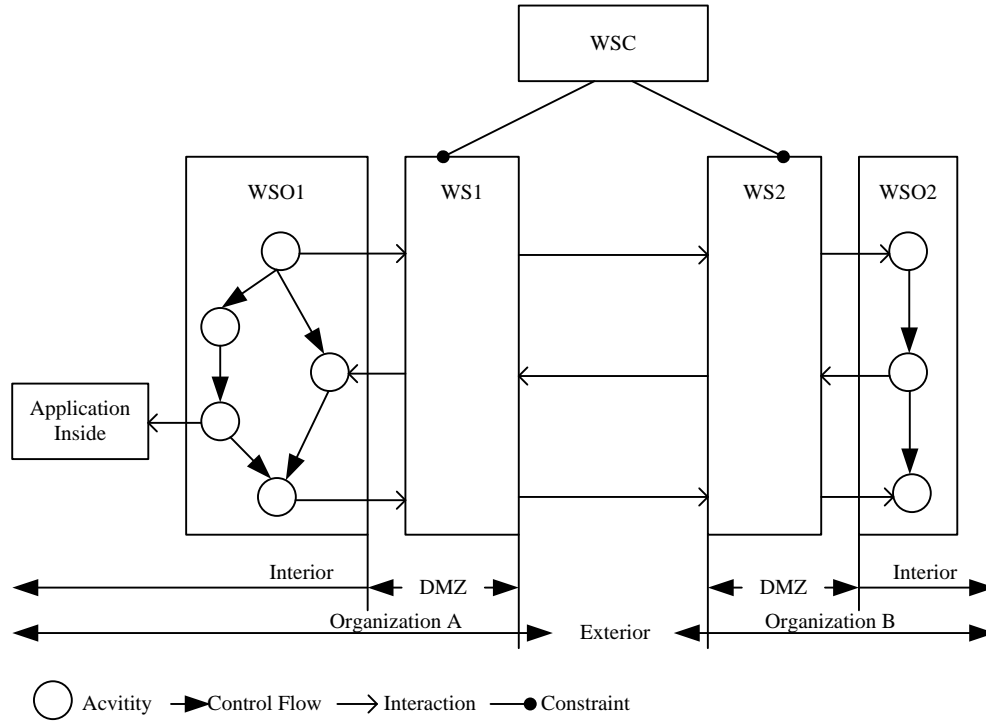 WSC
WSO1
WS1
WS2
WSO2
Application
Inside
Interior
DMZ
DMZ
Interior
Organization A
Exterior
Organization B
Acvitity
Control Flow
Interaction
Constraint